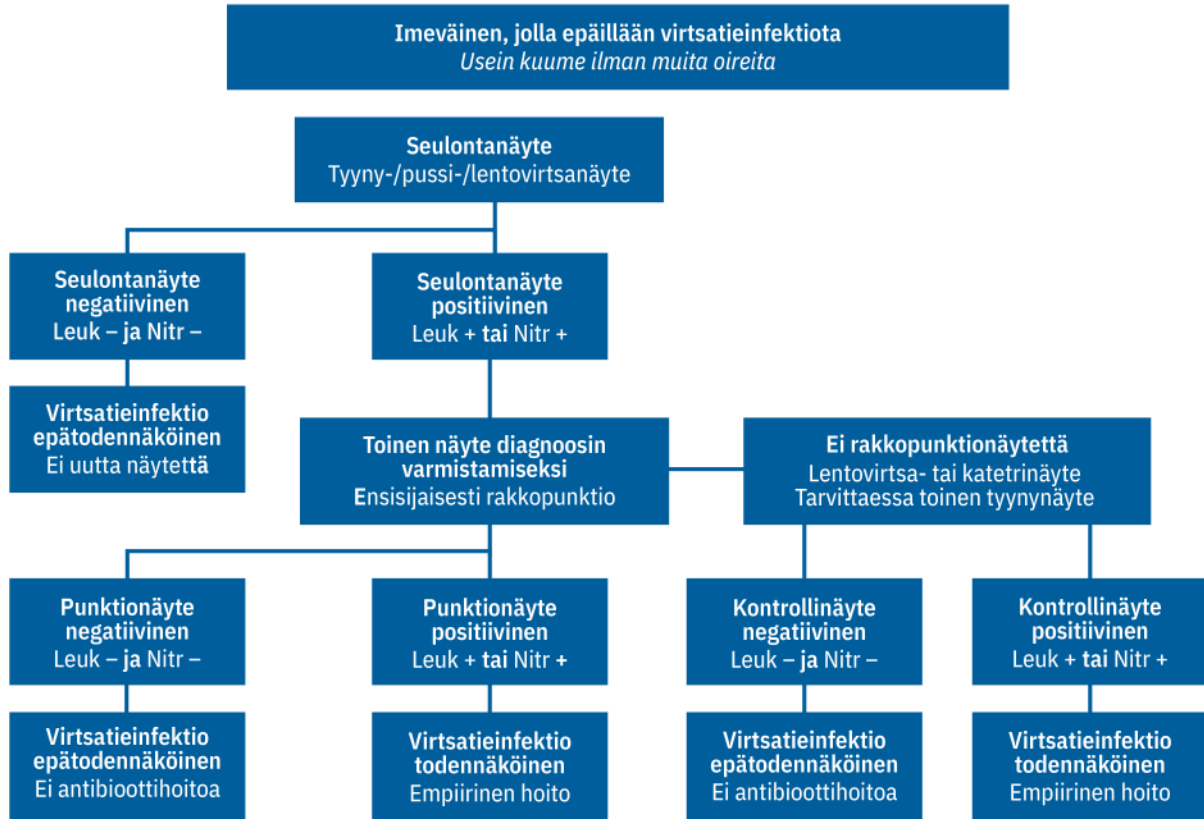 Imeväinen, jolla epäillään virtsatieinfektiota
Usein kuume ilman muita oireita
Seulontanäyte
Tyyny-/pussi-/lentovirtsanäyte
Seulontanäyte
negatiivinen
Leuk – ja Nitr –
Seulontanäyte
positiivinen
Leuk + tai Nitr +
Virtsatieinfektio
epätodennäköinen
Ei uutta näytettä
Toinen näyte diagnoosin
varmistamiseksi
Ensisijaisesti rakkopunktio
Ei rakkopunktionäytettä
Lentovirtsa- tai katetrinäyte
Tarvittaessa toinen tyynynäyte
Punktionäyte
negatiivinen
Leuk – ja Nitr –
Punktionäyte
positiivinen
Leuk + tai Nitr +
Kontrollinäyte
negatiivinen
Leuk – ja Nitr –
Kontrollinäyte
positiivinen
Leuk + tai Nitr +
Virtsatieinfektio
epätodennäköinen
Ei antibioottihoitoa
Virtsatieinfektio
todennäköinen
Empiirinen hoito
Virtsatieinfektio
epätodennäköinen
Ei antibioottihoitoa
Virtsatieinfektio
todennäköinen
Empiirinen hoito